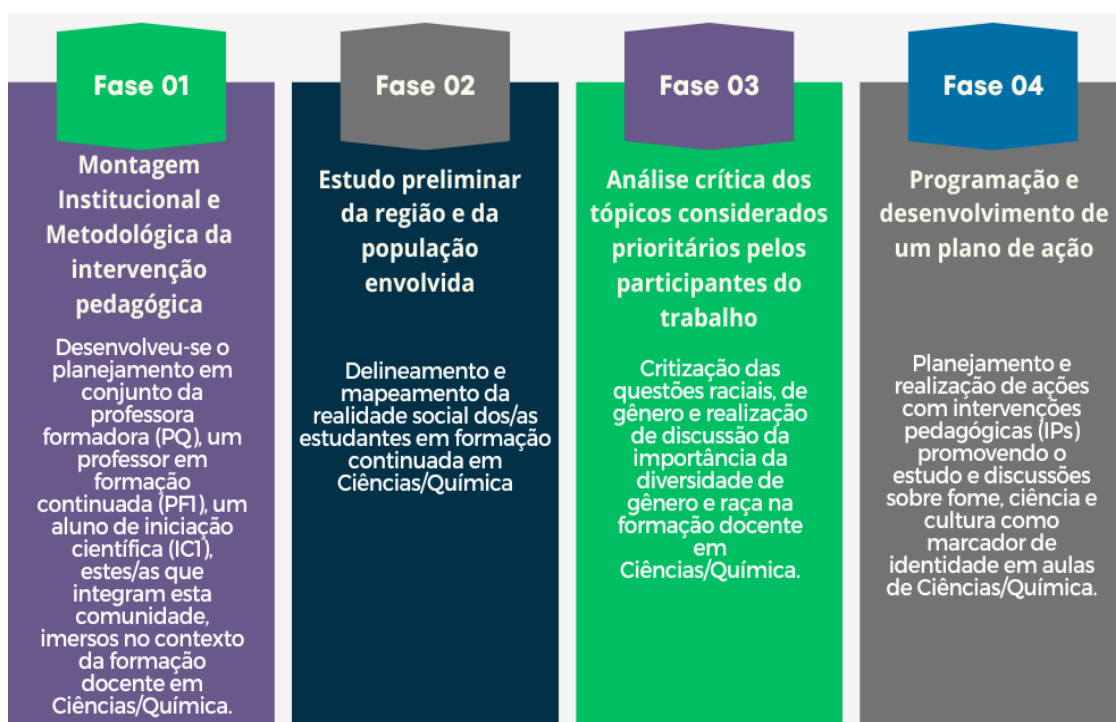 Fase 01
Montagem
Institucional e
Metodológica da
intervenção
pedagógica
Desenvolveu-se o
planejamento em
conjunto da
professora
formadora (PQ), um
professor em
formação
continuada (PF1), um
aluno de iniciação
científica (IC1),
estes/as que
integram esta
comunidade,
imersos no contexto
da formação
docente em
Ciências/Química.
Fase 02
Estudo preliminar
da região e da
população
envolvida
Delineamento e
mapeamento da
realidade social dos/as
estudantes em formação
continuada em
Ciências/Química
Fase 03
Análise crítica dos
tópicos considerados
prioritários pelos
participantes do
trabalho
Critização das
questões raciais, de
gênero e realização
de discussão da
importância da
diversidade de
gênero e raça na
formação docente
em
Ciências/Química.
Fase 04
Programação e
desenvolvimento de
um plano de ação
Planejamento e
realização de ações
com intervenções
pedagógicas (IPs)
promovendo o
estudo e discussões
sobre fome, ciência e
cultura como
marcador de
identidade em aulas
de Ciências/Química.